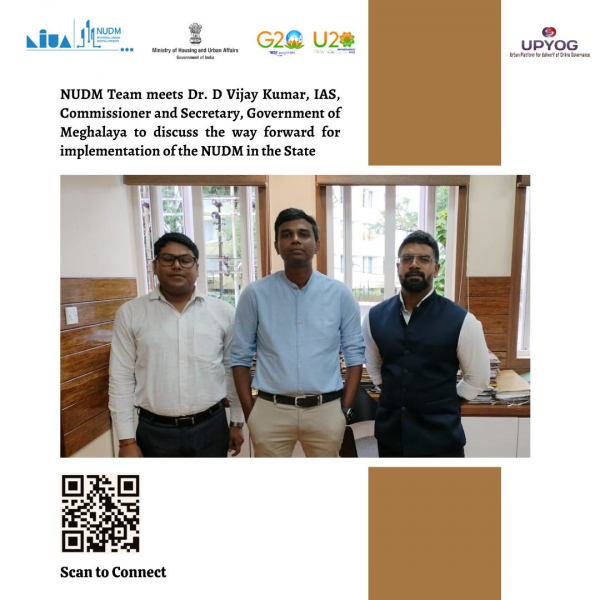 NIUA
NUDM
Ministry of Housing and Urban Affairs
Government of India
G20
U20
UPYOG
Urban Platform for deliverY of Online Governance
NUDM Team meets Dr. D Vijay Kumar, IAS,
Commissioner and Secretary, Government of
Meghalaya to discuss the way forward for
implementation of the NUDM in the State
Scan to Connect